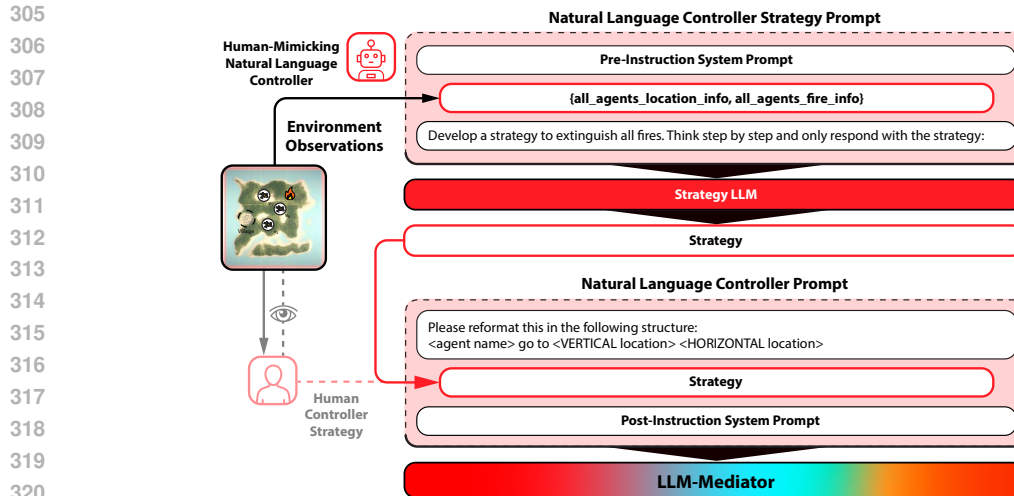 305
306
307
308
309
310
311
312
313
314
315
316
317
318
319
320
Natural Language Controller Strategy Prompt
Human-Mimicking
Natural Language
Controller
Pre-Instruction System Prompt
{all_agents_location_info, all_agents_fire_info}
Environment
Observations
Develop a strategy to extinguish all fires. Think step by step and only respond with the strategy:
Strategy LLM
Village
Strategy
Natural Language Controller Prompt
Please reformat this in the following structure:
<agent name> go to <VERTICAL location> <HORIZONTAL location>
Strategy
Human
Controller
Strategy
Post-Instruction System Prompt
LLM-Mediator